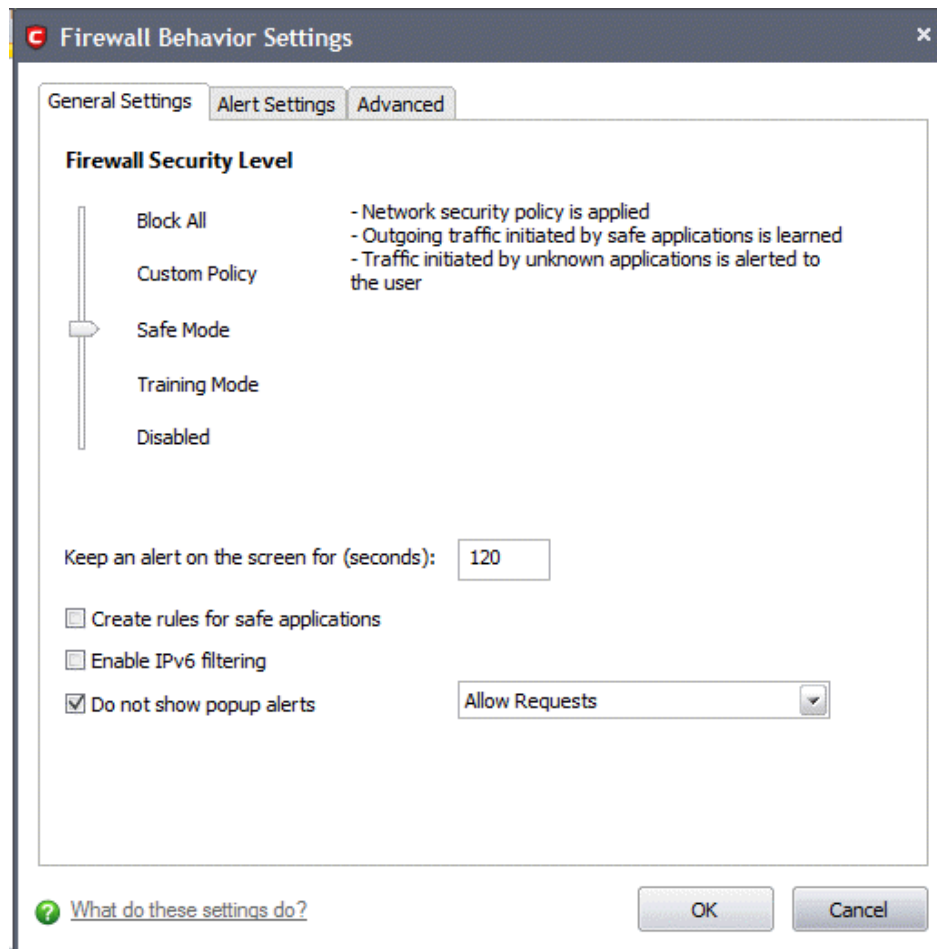 Firewall Behavior Settings
General Settings
Alert Settings
Advanced
Firewall Security Level
Block All
Custom Policy
Safe Mode
Training Mode
Disabled
- Network security policy is applied
- Outgoing traffic initiated by safe applications is learned
- Traffic initiated by unknown applications is alerted to
the user
Keep an alert on the screen for (seconds):
120
Create rules for safe applications
Enable IPv6 filtering
Do not show popup alerts
Allow Requests
What do these settings do?
OK
Cancel